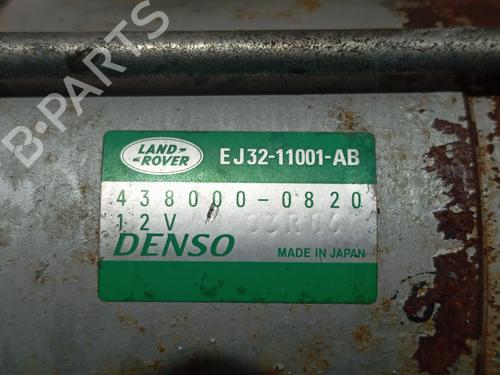 B-PARTS
LAND
ROVER
EJ32-11001-AB
438000-0820
12V
DENSO
MADE IN JAPAN